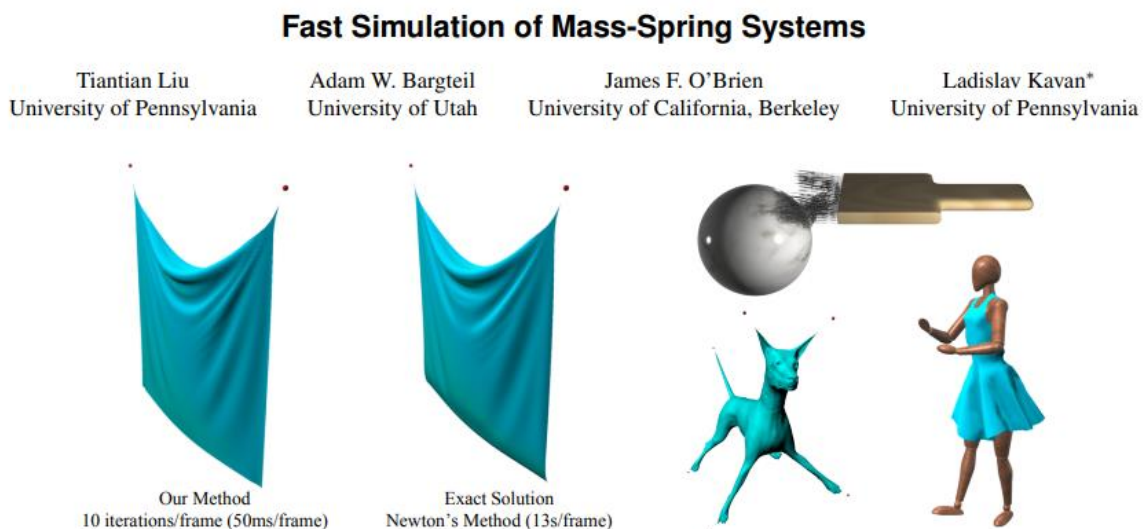 Fast Simulation of Mass-Spring Systems
Tiantian Liu
University of Pennsylvania
Adam W. Bargteil
University of Utah
James F. O'Brien
University of California, Berkeley
Ladislav Kavan*
University of Pennsylvania
Our Method
10 iterations/frame (50ms/frame)
Exact Solution
Newton's Method (13s/frame)